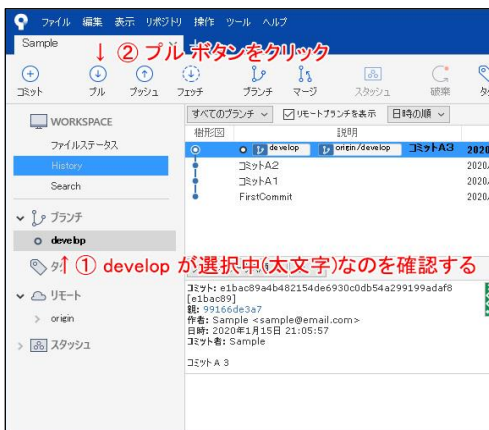 ファイル 編集 表示 リポジトリ 操作 ツール ヘルプ
Sample
↓ ② プル ボタンをクリック
コミット プル プッシュ フェッチ ブランチ マージ スタッシュ 破棄
すべてのブランチ リモートブランチを表示 日時の順
樹形図 説明
WORKSPACE
ファイルステータス
History
Search
develop origin/develop コミットA3 2020
コミットA2 2020/
コミットA1 2020/
FirstCommit 2020/
ブランチ
develop
↑① develop が選択中(太文字)なのを確認する
リモート
origin
スタッシュ
コミット: e1bac89a4b482154de6930c0db54a299199adaf8
[e1bac89]
親: 99166de3a7
作者: Sample <sample@email.com>
日時: 2020年1月15日 21:05:57
コミット者: Sample
コミット A 3